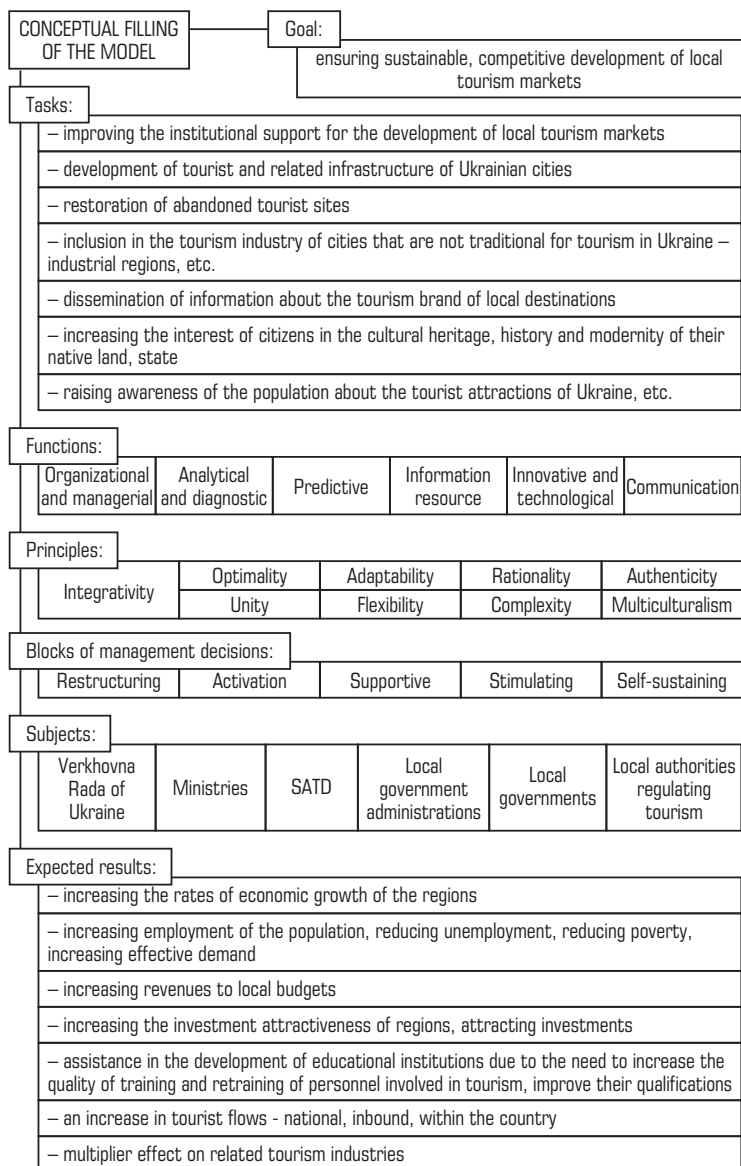 CONCEPTUAL FILLING
OF THE MODEL
Goal:
ensuring sustainable, competitive development of local
tourism markets
Tasks:
– improving the institutional support for the development of local tourism markets
– development of tourist and related infrastructure of Ukrainian cities
– restoration of abandoned tourist sites
– inclusion in the tourism industry of cities that are not traditional for tourism in Ukraine –
industrial regions, etc.
– dissemination of information about the tourism brand of local destinations
– increasing the interest of citizens in the cultural heritage, history and modernity of their
native land, state
– raising awareness of the population about the tourist attractions of Ukraine, etc.
Functions:
Organizational
and managerial
Analytical
and diagnostic
Predictive
Information
resource
Innovative and
technological
Communication
Principles:
Integrativity
Optimality
Adaptability
Rationality
Authenticity
Unity
Flexibility
Complexity
Multiculturalism
Blocks of management decisions:
Restructuring
Activation
Supportive
Stimulating
Self-sustaining
Subjects:
Verkhovna
Rada of
Ukraine
Ministries
SATD
Local
government
administrations
Local
governments
Local authorities
regulating
tourism
Expected results:
– increasing the rates of economic growth of the regions
– increasing employment of the population, reducing unemployment, reducing poverty,
increasing effective demand
– increasing revenues to local budgets
– increasing the investment attractiveness of regions, attracting investments
– assistance in the development of educational institutions due to the need to increase the
quality of training and retraining of personnel involved in tourism, improve their qualifications
– an increase in tourist flows - national, inbound, within the country
– multiplier effect on related tourism industries